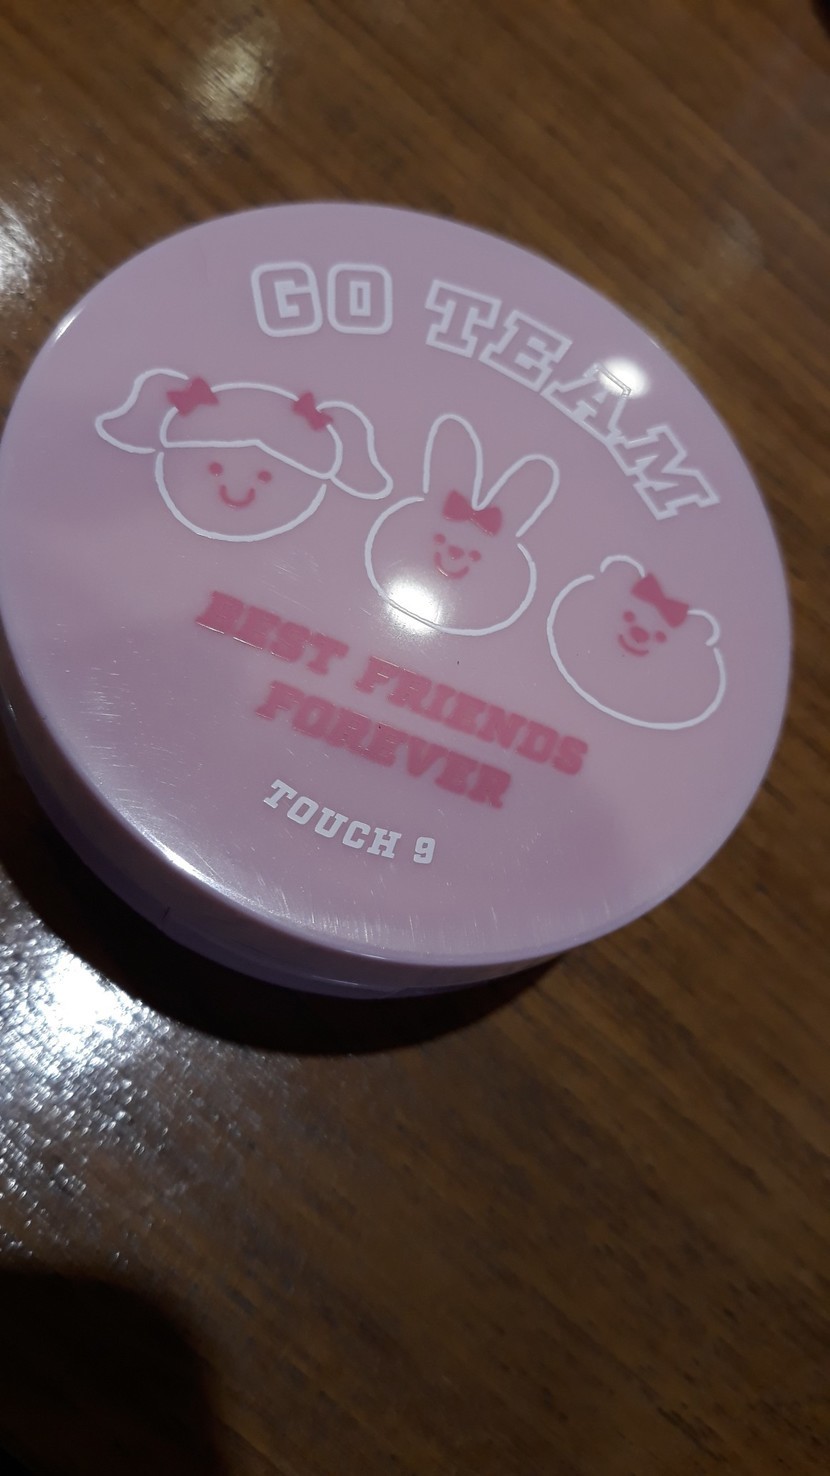 GO TEAM
BEST FRIENDS
FOREVER
TOUCH 9